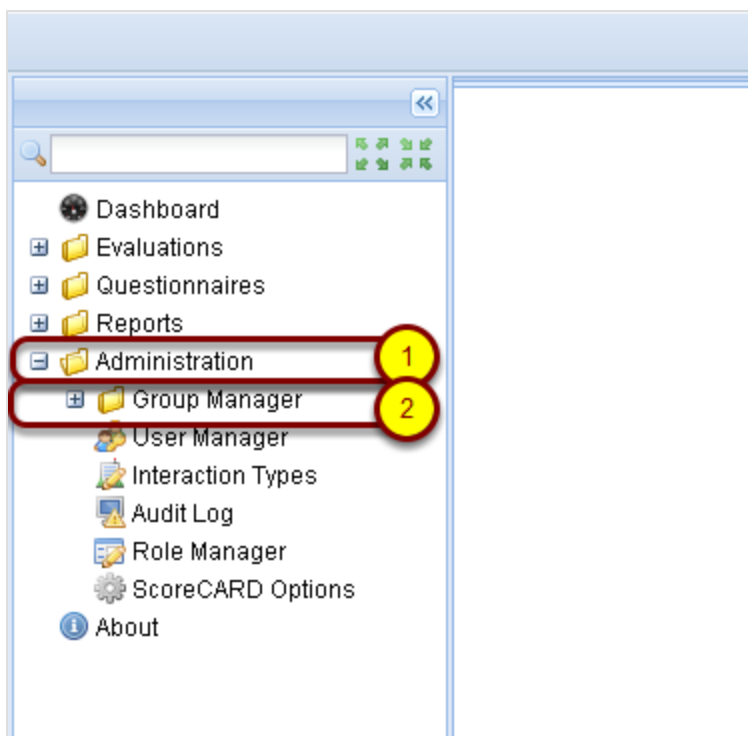 Dashboard
Evaluations
Questionnaires
Reports
Administration 1
Group Manager 2
User Manager
Interaction Types
Audit Log
Role Manager
ScoreCARD Options
About